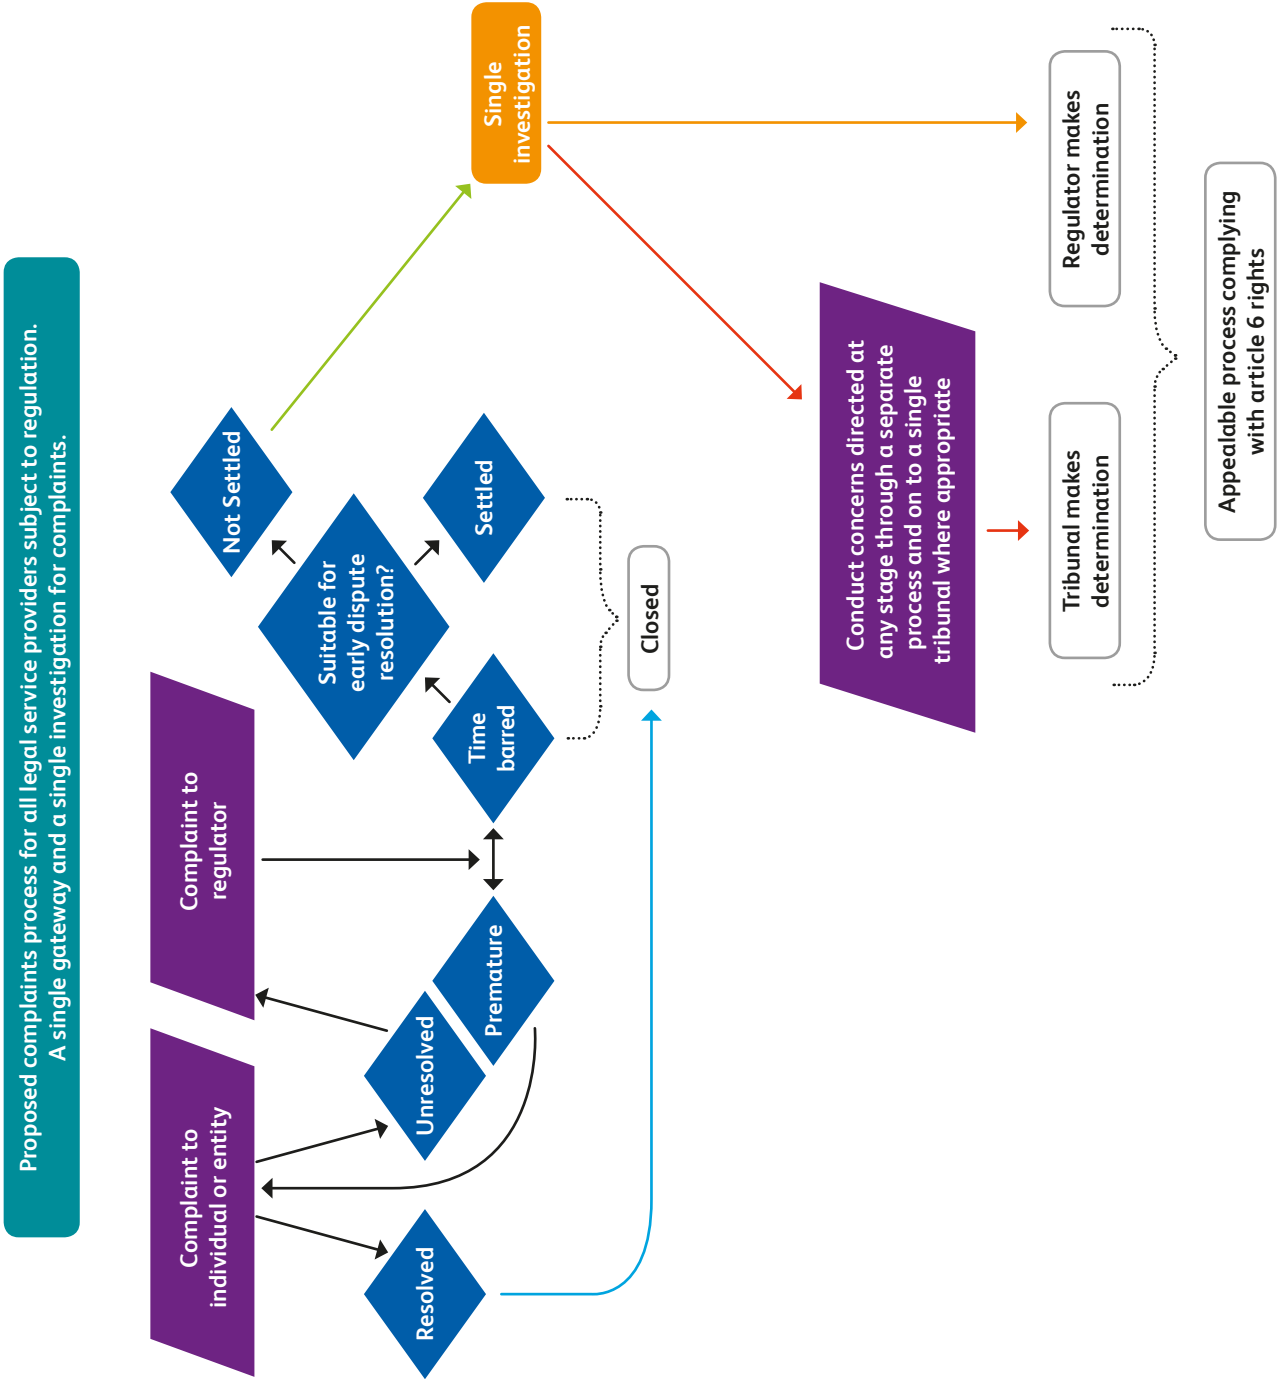 Proposed complaints process for all legal service providers subject to regulation.
A single gateway and a single investigation for complaints.
Complaint to
individual or entity
Complaint to
regulator
Resolved
Unresolved
Premature
Time
barred
Suitable for
early dispute
resolution?
Not Settled
Settled
Closed
Single
investigation
Conduct concerns directed at
any stage through a separate
process and on to a single
tribunal where appropriate
Tribunal makes
determination
Regulator makes
determination
Appealable process complying
with article 6 rights